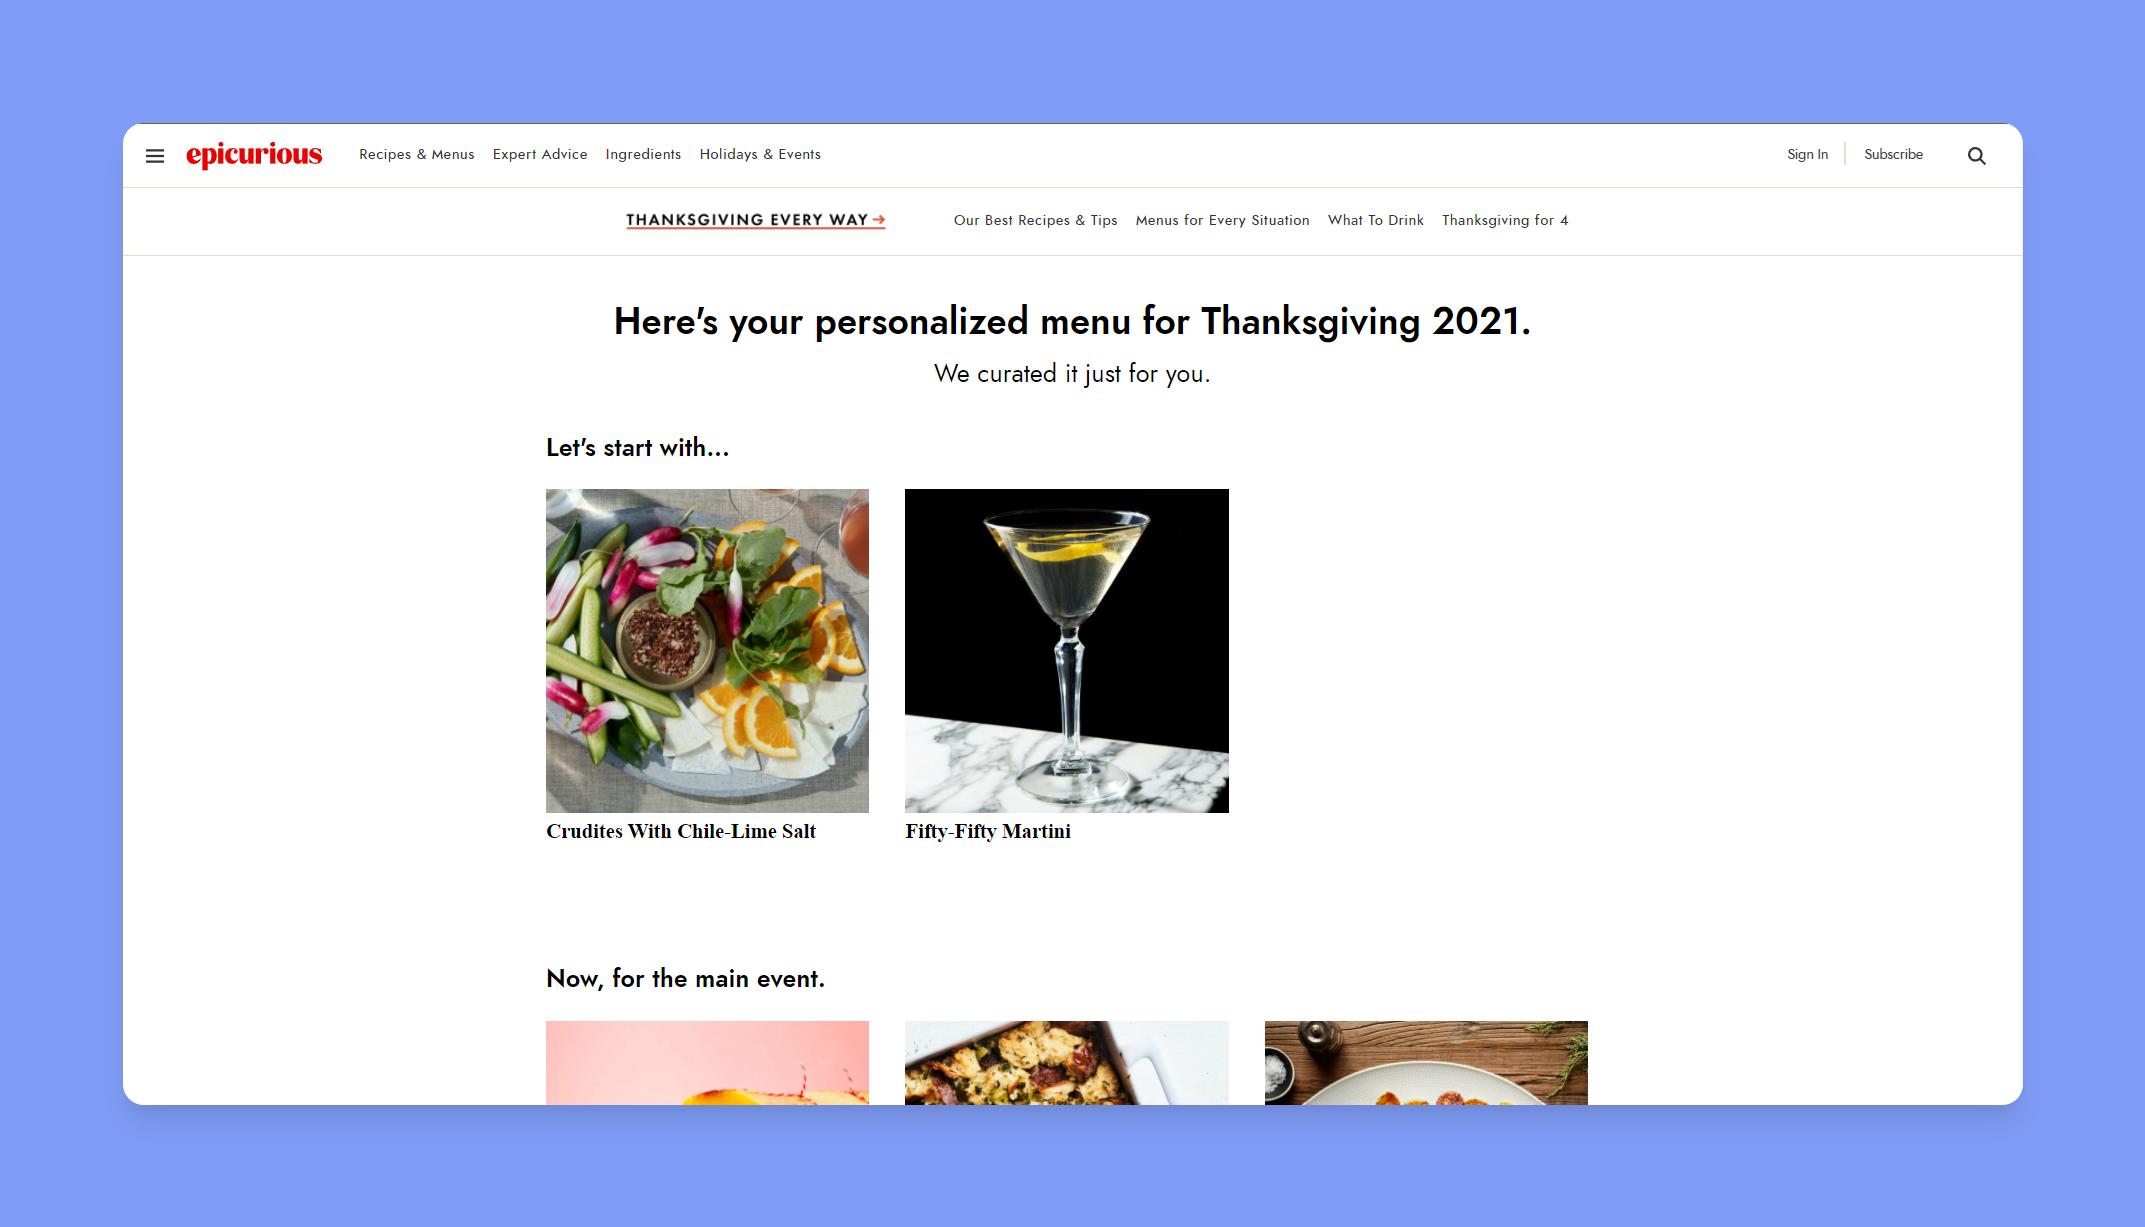 epicurious
Recipes & Menus Expert Advice Ingredients Holidays & Events
Sign In Subscribe
THANKSGIVING EVERY WAY →
Our Best Recipes & Tips Menus for Every Situation What To Drink Thanksgiving for 4
Here's your personalized menu for Thanksgiving 2021.
We curated it just for you.
Let's start with...
Crudites With Chile-Lime Salt
Fifty-Fifty Martini
Now, for the main event.